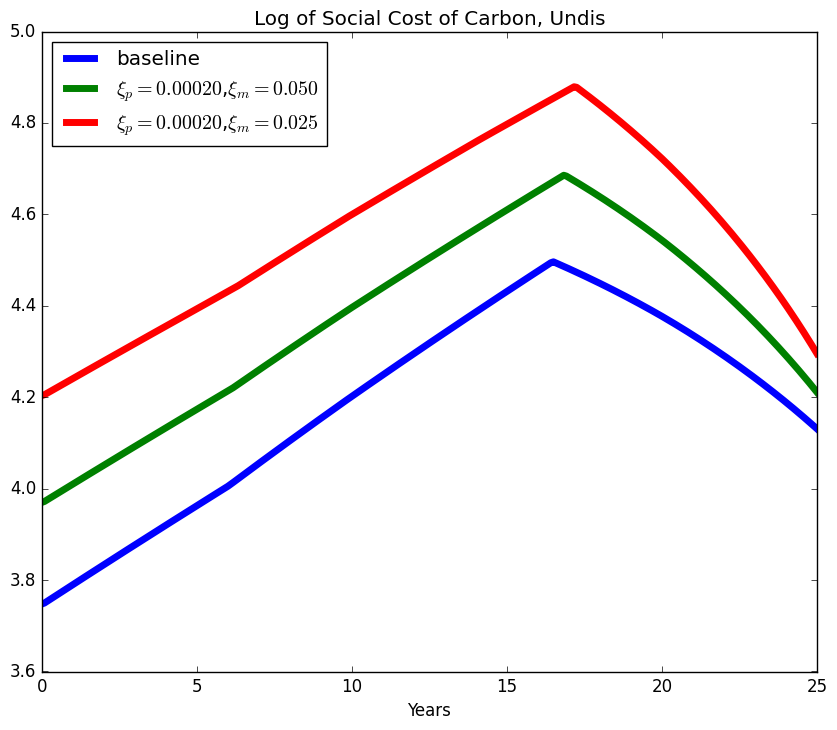 Log of Social Cost of Carbon, Undis
5.0
baseline
ξp = 0.00020,ξm = 0.050
ξp = 0.00020,ξm = 0.025
4.8
4.6
4.4
4.2
4.0
3.8
3.6
0 5 10 15 20 25
Years